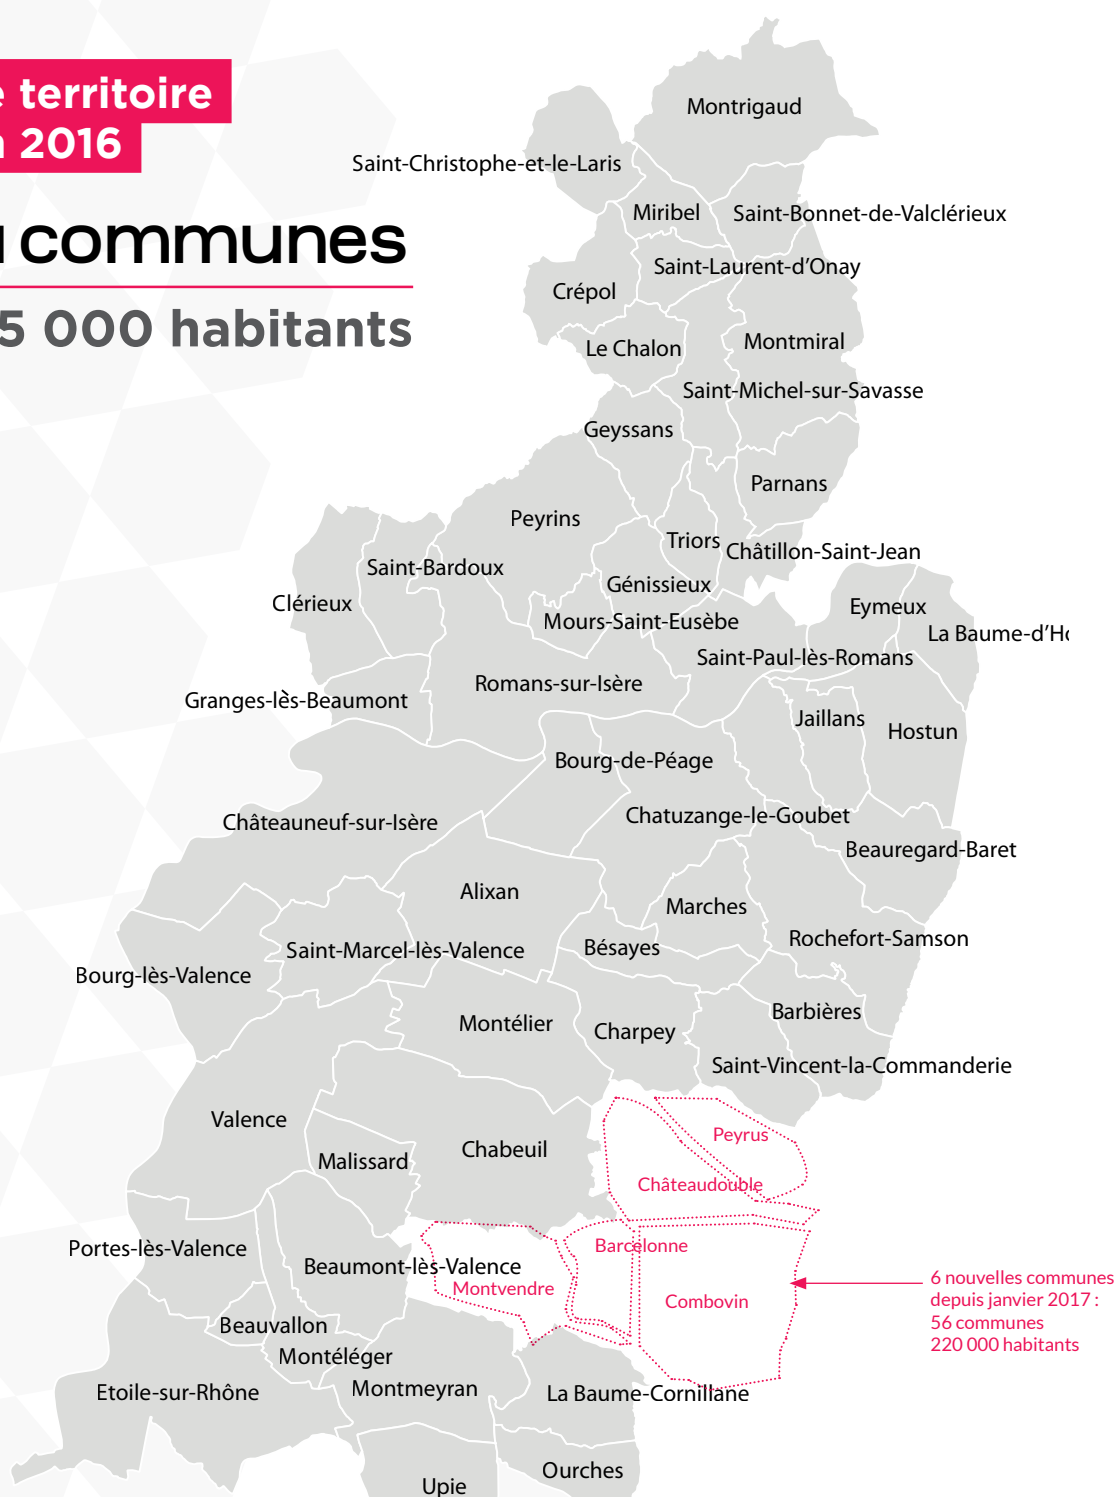 territoire
2016
communes
5 000 habitants
Montrigaud
Saint-Christophe-et-le-Laris
Miribel
Saint-Bonnet-de-Valclérieux
Saint-Laurent-d'Onay
Crépol
Le Chalon
Montmiral
Saint-Michel-sur-Savasse
Geyssans
Parnans
Peyrins
Triors
Châtillon-Saint-Jean
Saint-Bardoux
Génissieux
Clérieux
Eymeux
Mours-Saint-Eusèbe
La Baume-d'Ho
Saint-Paul-lès-Romans
Romans-sur-Isère
Granges-lès-Beaumont
Jaillans
Hostun
Bourg-de-Péage
Châteauneuf-sur-Isère
Chatuzange-le-Goubet
Beauregard-Baret
Alixan
Marches
Rochefort-Samson
Saint-Marcel-lès-Valence
Bésayes
Bourg-lès-Valence
Barbières
Montélier
Charpey
Saint-Vincent-la-Commanderie
Valence
Peyrus
Chabeuil
Malissard
Châteaudouble
Portes-lès-Valence
Barcelonne
Beaumont-lès-Valence
Montvendre
Combovin
6 nouvelles communes
depuis janvier 2017 :
56 communes
220 000 habitants
Beauvallon
Montéléger
Etoile-sur-Rhône
Montmeyran
La Baume-Cornillane
Ourches
Upie